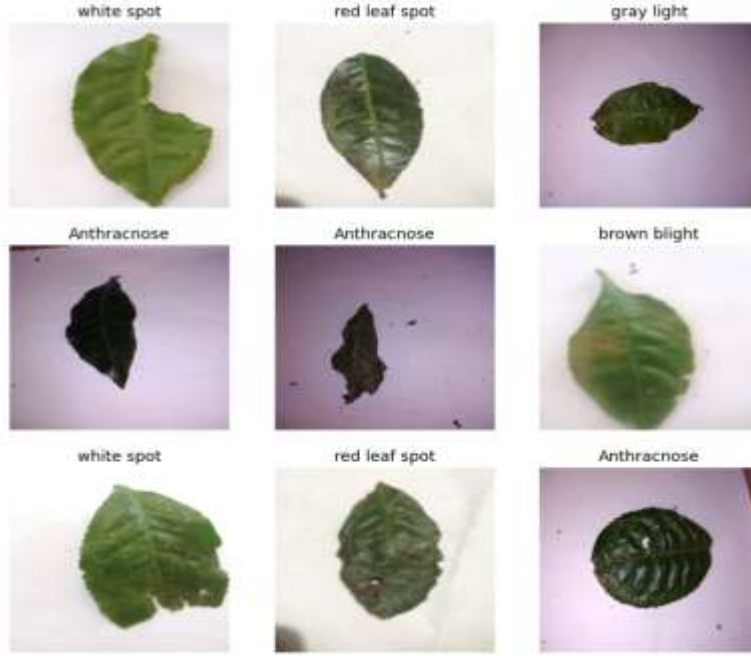 white spot
red leaf spot
gray light
Anthracnose
Anthracnose
brown blight
white spot
red leaf spot
Anthracnose